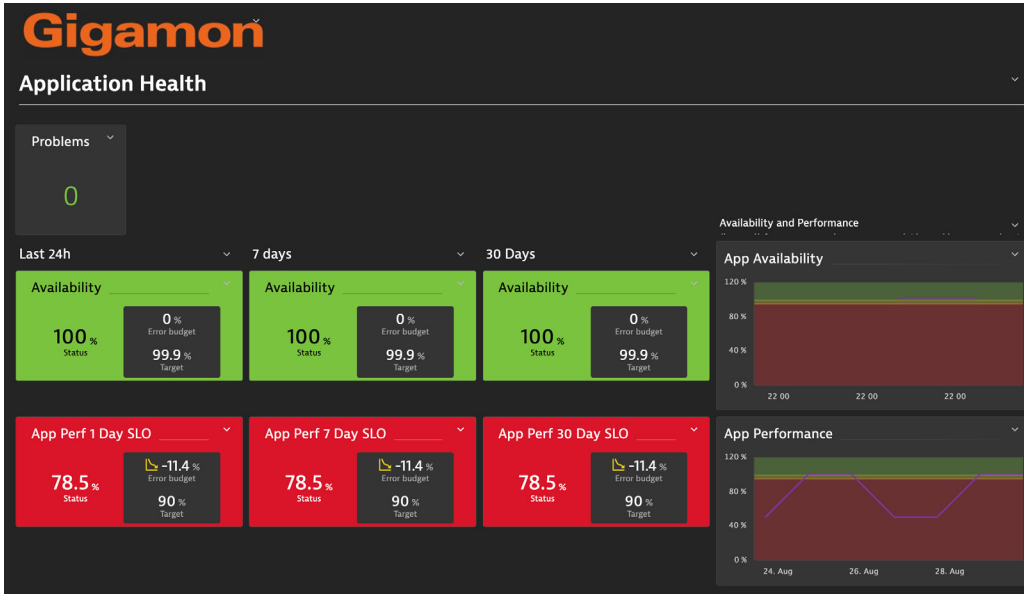 Gigamon
Application Health
Problems
0
Availability and Performance
Last 24h
7 days
30 Days
Availability
100 %
Status
0 %
Error budget
99.9 %
Target
Availability
100 %
Status
0 %
Error budget
99.9 %
Target
Availability
100 %
Status
0 %
Error budget
99.9 %
Target
App Availability
120 %
80 %
40 %
0 %
22 00
22 00
22 00
App Perf 1 Day SLO
78.5 %
Status
-11.4 %
Error budget
90 %
Target
App Perf 7 Day SLO
78.5 %
Status
-11.4 %
Error budget
90 %
Target
App Perf 30 Day SLO
78.5 %
Status
-11.4 %
Error budget
90 %
Target
App Performance
120 %
80 %
40 %
0 %
24. Aug
26. Aug
28. Aug